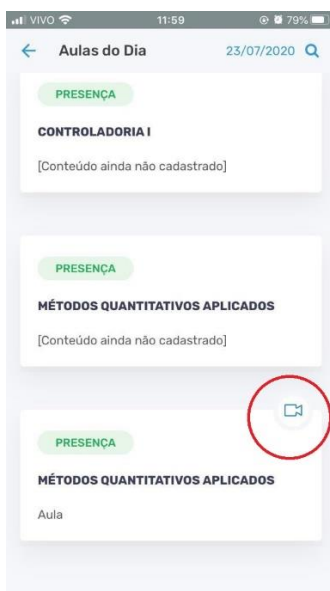 VIVO 11:59 79%
Aulas do Dia 23/07/2020
PRESENÇA
CONTROLADORIA I
[Conteúdo ainda não cadastrado]
PRESENÇA
MÉTODOS QUANTITATIVOS APLICADOS
[Conteúdo ainda não cadastrado]
PRESENÇA
MÉTODOS QUANTITATIVOS APLICADOS
Aula